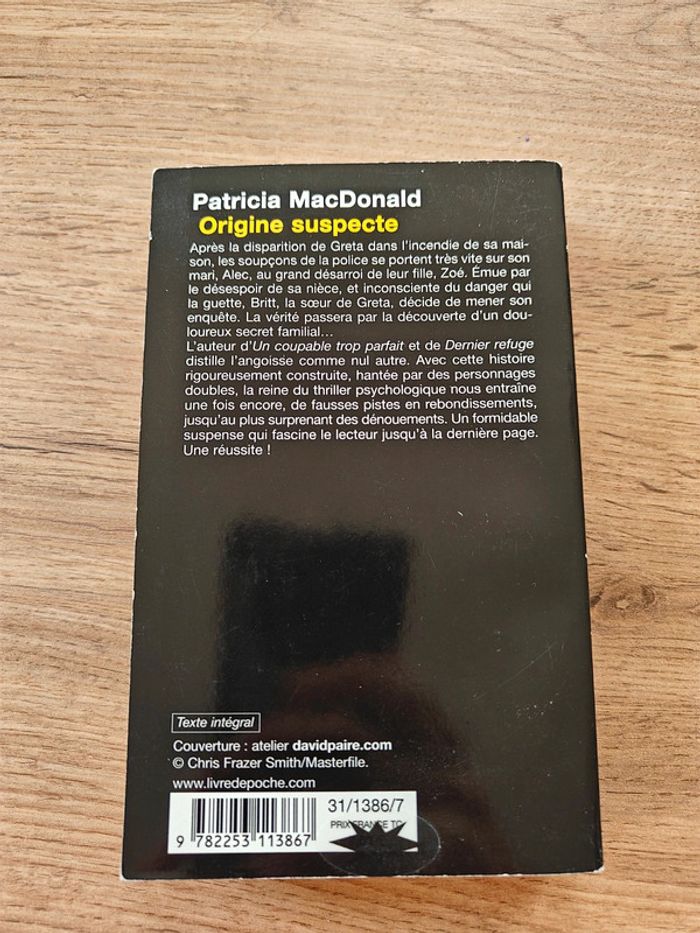 Patricia MacDonald
Origine suspecte
Après la disparition de Greta dans l'incendie de sa mai-
son, les soupçons de la police se portent très vite sur son
mari, Alec, au grand désarroi de leur fille, Zoé. Émue par
le désespoir de sa nièce, et inconsciente du danger qui
la guette, Britt, la sœur de Greta, décide de mener son
enquête. La vérité passera par la découverte d'un dou-
loureux secret familial…
L'auteur d'Un coupable trop parfait et de Dernier refuge
distille l'angoisse comme nul autre. Avec cette histoire
rigoureusement construite, hantée par des personnages
doubles, la reine du thriller psychologique nous entraîne
une fois encore, de fausses pistes en rebondissements,
jusqu'au plus surprenant des dénouements. Un formidable
suspense qui fascine le lecteur jusqu'à la dernière page.
Une réussite !
Texte intégral
Couverture : atelier davidpaire.com
© Chris Frazer Smith/Masterfile.
www.livredepoche.com
31/1386/7
PRIX FRANCE TC
9 782253 113867